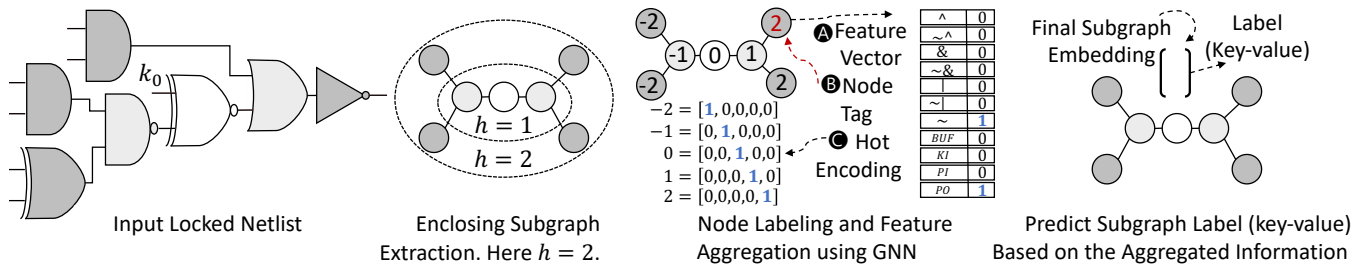 k₀
Input Locked Netlist
h = 1
h = 2
Enclosing Subgraph
Extraction. Here h = 2.
-2
-2
-1
0
1
2
2
A Feature
Vector
B Node
Tag
C Hot
Encoding
−2 = [1,0,0,0,0]
−1 = [0,1,0,0,0]
0 = [0,0,1,0,0]
1 = [0,0,0,1,0]
2 = [0,0,0,0,1]
^ 0
~^ 0
& 0
~& 0
| 0
~| 0
~ 1
BUF 0
KI 0
PI 0
PO 1
Node Labeling and Feature
Aggregation using GNN
Final Subgraph
Embedding
Label
(Key-value)
Predict Subgraph Label (key-value)
Based on the Aggregated Information